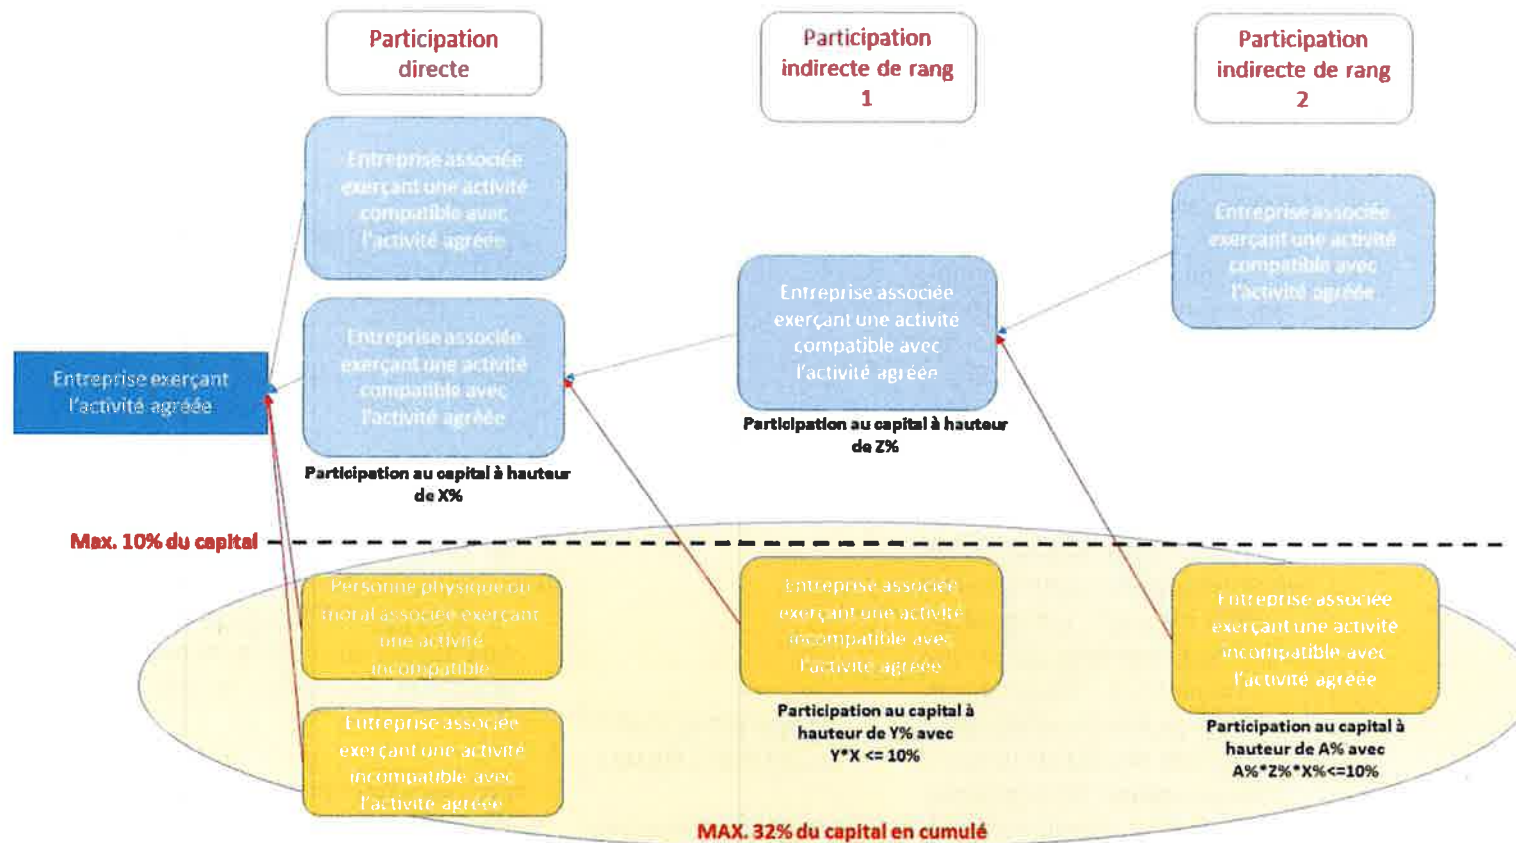 Participation
directe
Participation
indirecte de rang
1
Participation
indirecte de rang
2
Entreprise associée
exerçant une activité
compatible avec
l'activité agréée
Entreprise associée
exerçant une activité
compatible avec
l'activité agréée
Entreprise associée
exerçant une activité
compatible avec
l'activité agréée
Entreprise associée
exerçant une activité
compatible avec
l'activité agréée
Entreprise exerçant
l'activité agréée
Participation au capital à hauteur
de X%
Participation au capital à hauteur
de Z%
Max. 10% du capital
Personne physique ou
moral associée exerçant
une activité
incompatible
Entreprise associée
exerçant une activité
incompatible avec
l'activité agréée
Entreprise associée
exerçant une activité
incompatible avec
l'activité agréée
Participation au capital à
hauteur de Y% avec
Y*X <= 10%
Participation au capital à
hauteur de A% avec
A%*Z%*X%<=10%
Entreprise associée
exerçant une activité
incompatible avec
l'activité agréée
MAX. 32% du capital en cumulé